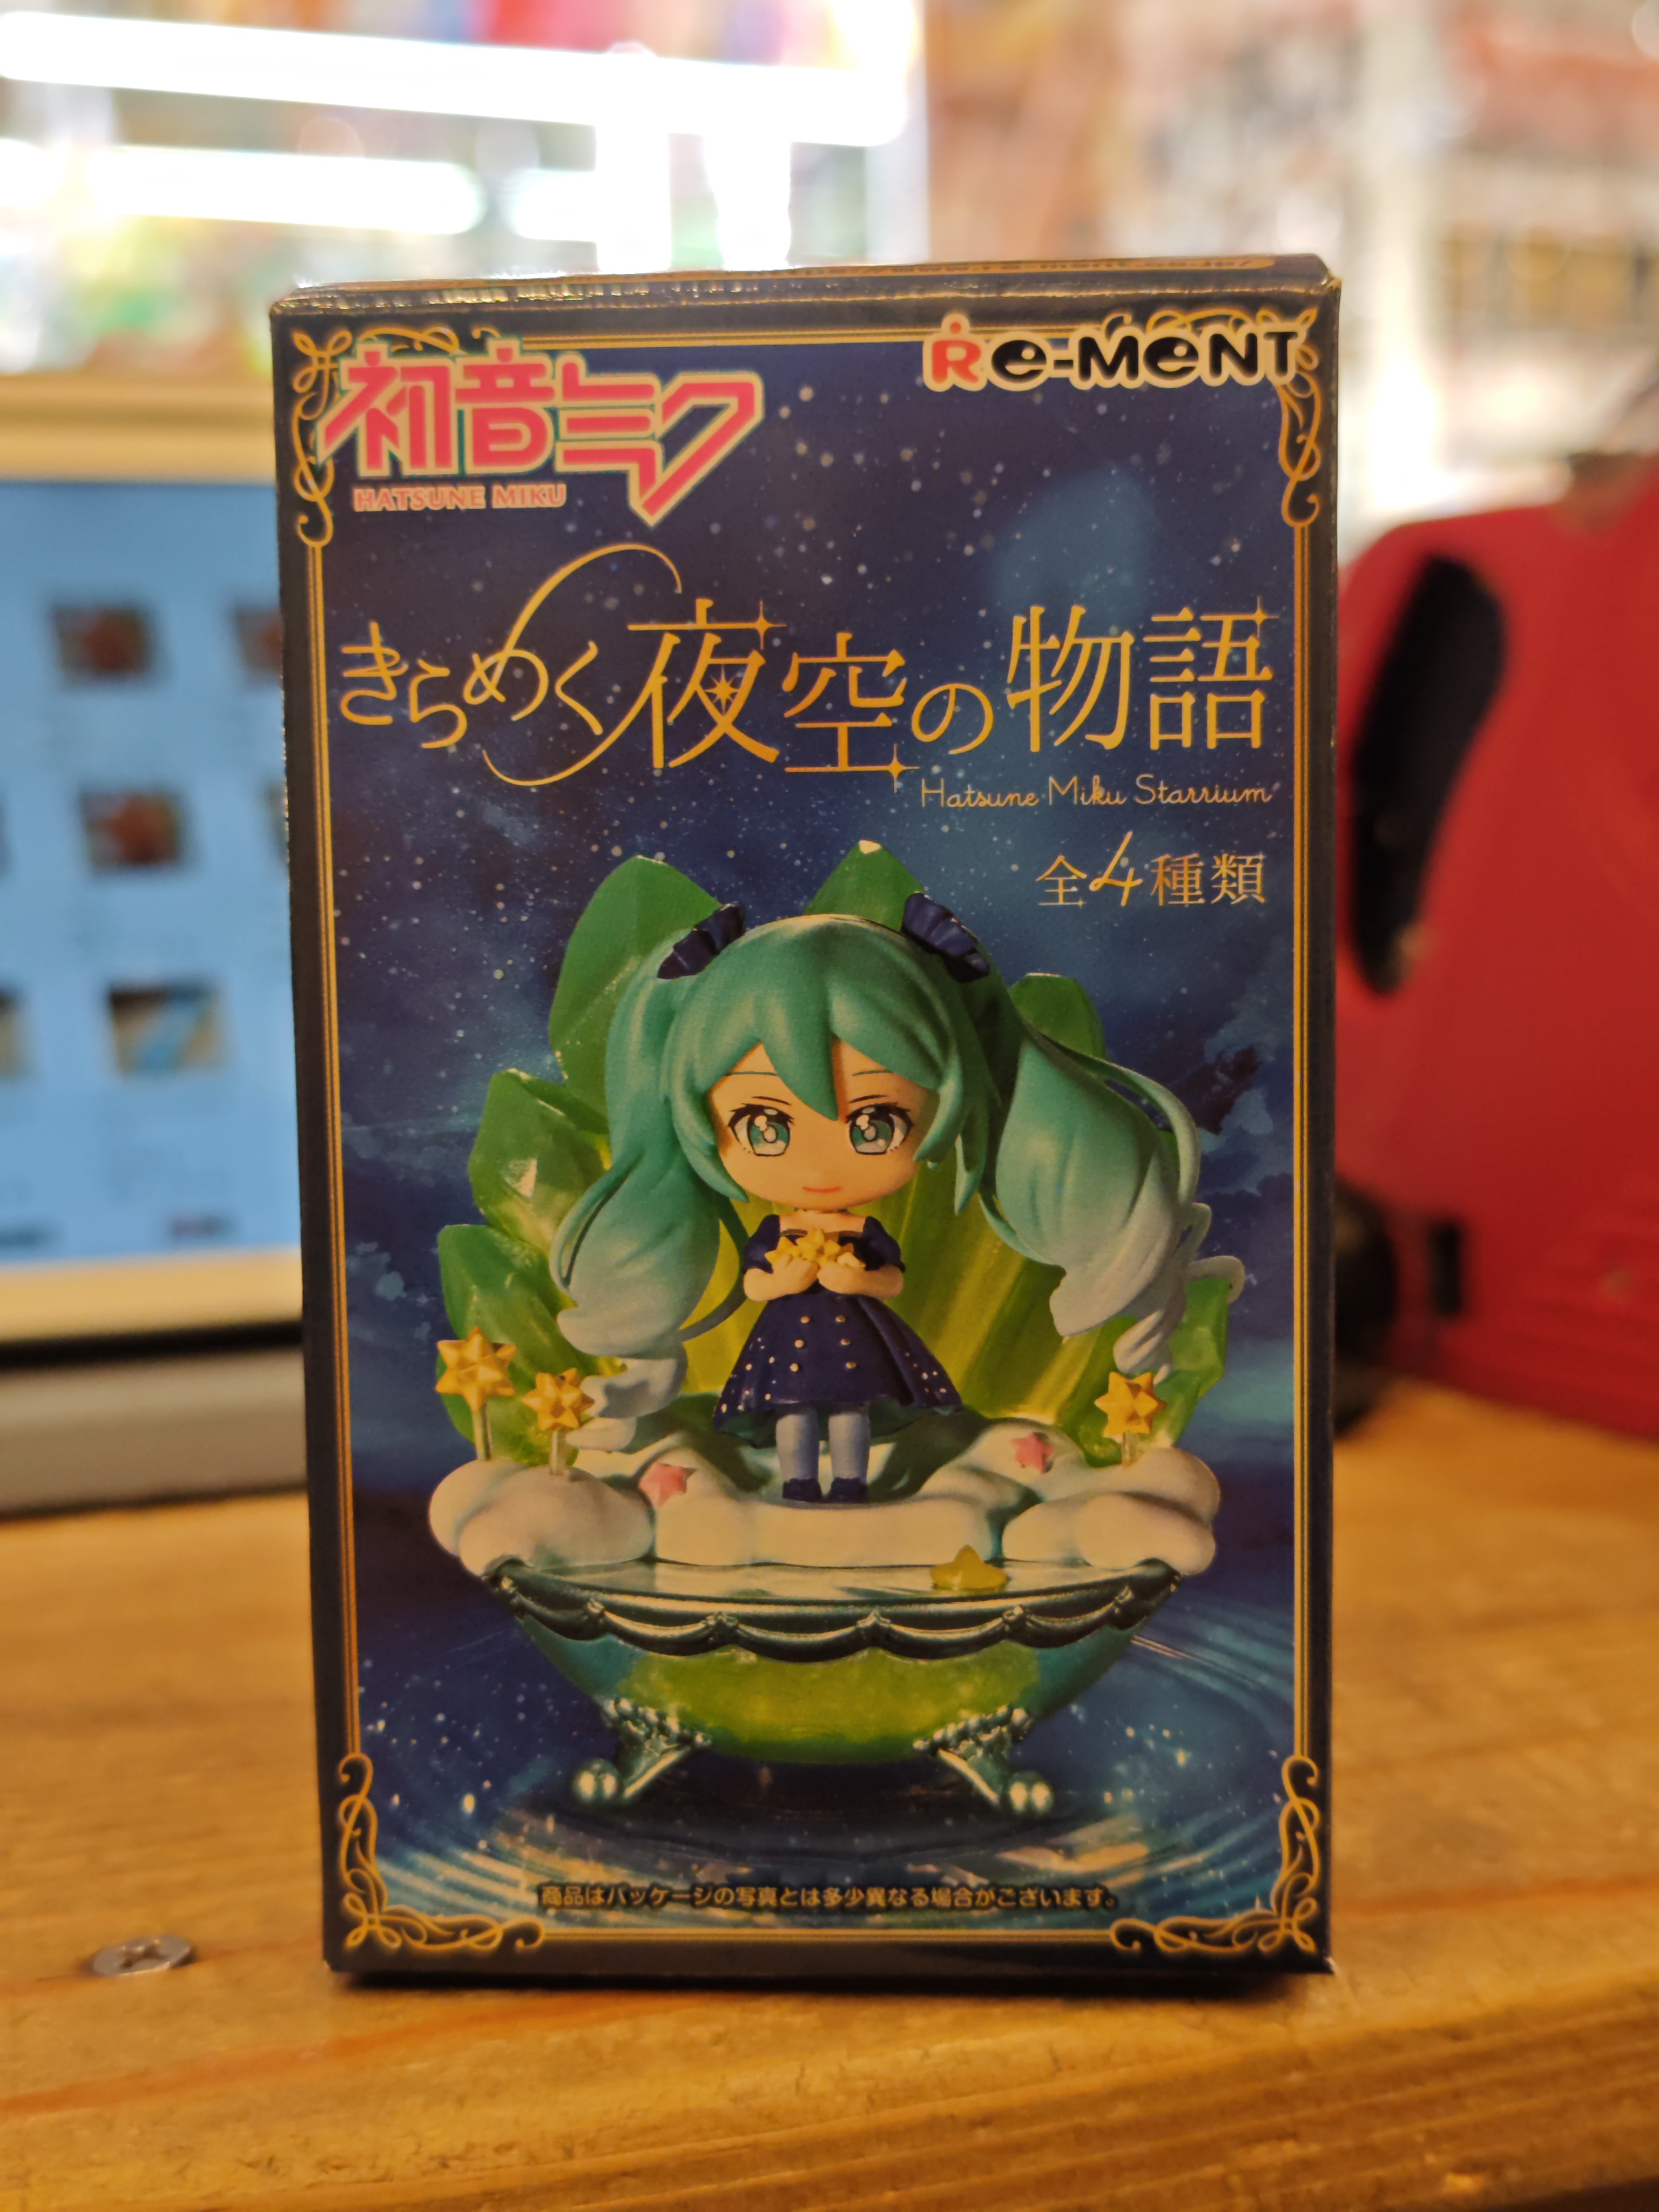 初音ミク
HATSUNE MIKU
Re-MeNT
きらめく夜空の物語
Hatsune Miku Starrium
全4種類
商品はパッケージの写真とは多少異なる場合がございます。